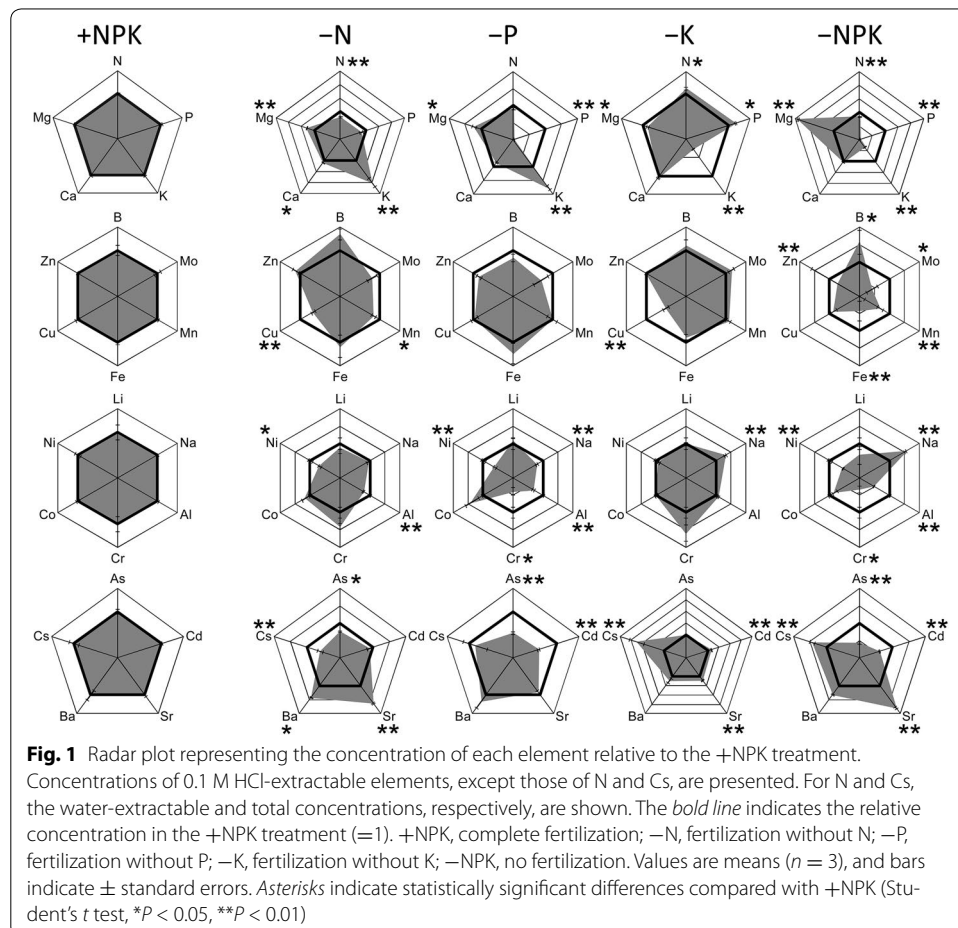 +NPK −N −P −K −NPK
N N** N N* N**
Mg P ** Mg P * Mg P ** * Mg P * ** Mg P **
Ca K Ca K Ca K Ca K Ca K
* ** ** ** **
B B B B B*
Zn Mo Zn Mo Zn Mo Zn Mo ** Zn Mo *
Cu Mn Cu Mn Cu Mn Cu Mn Cu Mn
** * ** **
Fe Fe Fe Fe Fe**
Li Li Li Li Li
Ni Na * Ni Na ** Ni Na ** Ni Na ** ** Ni Na **
Co Al Co Al Co Al Co Al Co Al
** ** **
Cr Cr Cr* Cr Cr*
As As* As** As As**
Cs Cd ** Cs Cd Cs Cd ** ** Cs Cd ** ** Cs Cd **
Ba Sr Ba Sr Ba Sr Ba Sr Ba Sr
* ** ** **
Fig. 1 Radar plot representing the concentration of each element relative to the +NPK treatment.
Concentrations of 0.1 M HCl-extractable elements, except those of N and Cs, are presented. For N and Cs,
the water-extractable and total concentrations, respectively, are shown. The bold line indicates the relative
concentration in the +NPK treatment (=1). +NPK, complete fertilization; −N, fertilization without N; −P,
fertilization without P; −K, fertilization without K; −NPK, no fertilization. Values are means (n = 3), and bars
indicate ± standard errors. Asterisks indicate statistically significant differences compared with +NPK (Stu-
dent's t test, *P < 0.05, **P < 0.01)